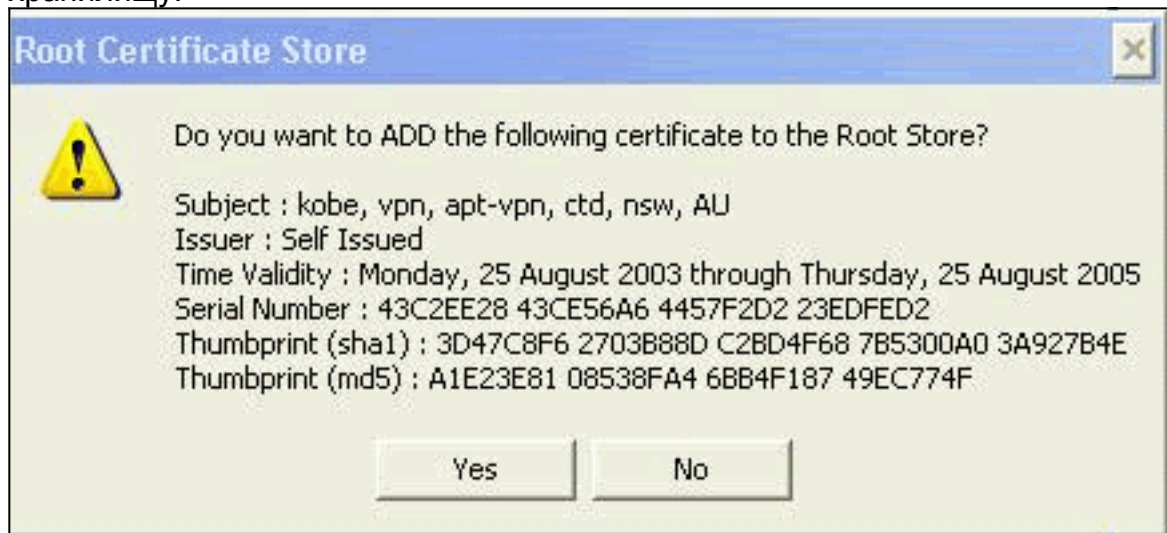 хранилищу.
Root Certificate Store
Do you want to ADD the following certificate to the Root Store?
Subject : kobe, vpn, apt-vpn, ctd, nsw, AU
Issuer : Self Issued
Time Validity : Monday, 25 August 2003 through Thursday, 25 August 2005
Serial Number : 43C2EE28 43CE56A6 4457F2D2 23EDFED2
Thumbprint (sha1) : 3D47C8F6 2703B88D C2BD4F68 7B5300A0 3A927B4E
Thumbprint (md5) : A1E23E81 08538FA4 6BB4F187 49EC774F
Yes
No